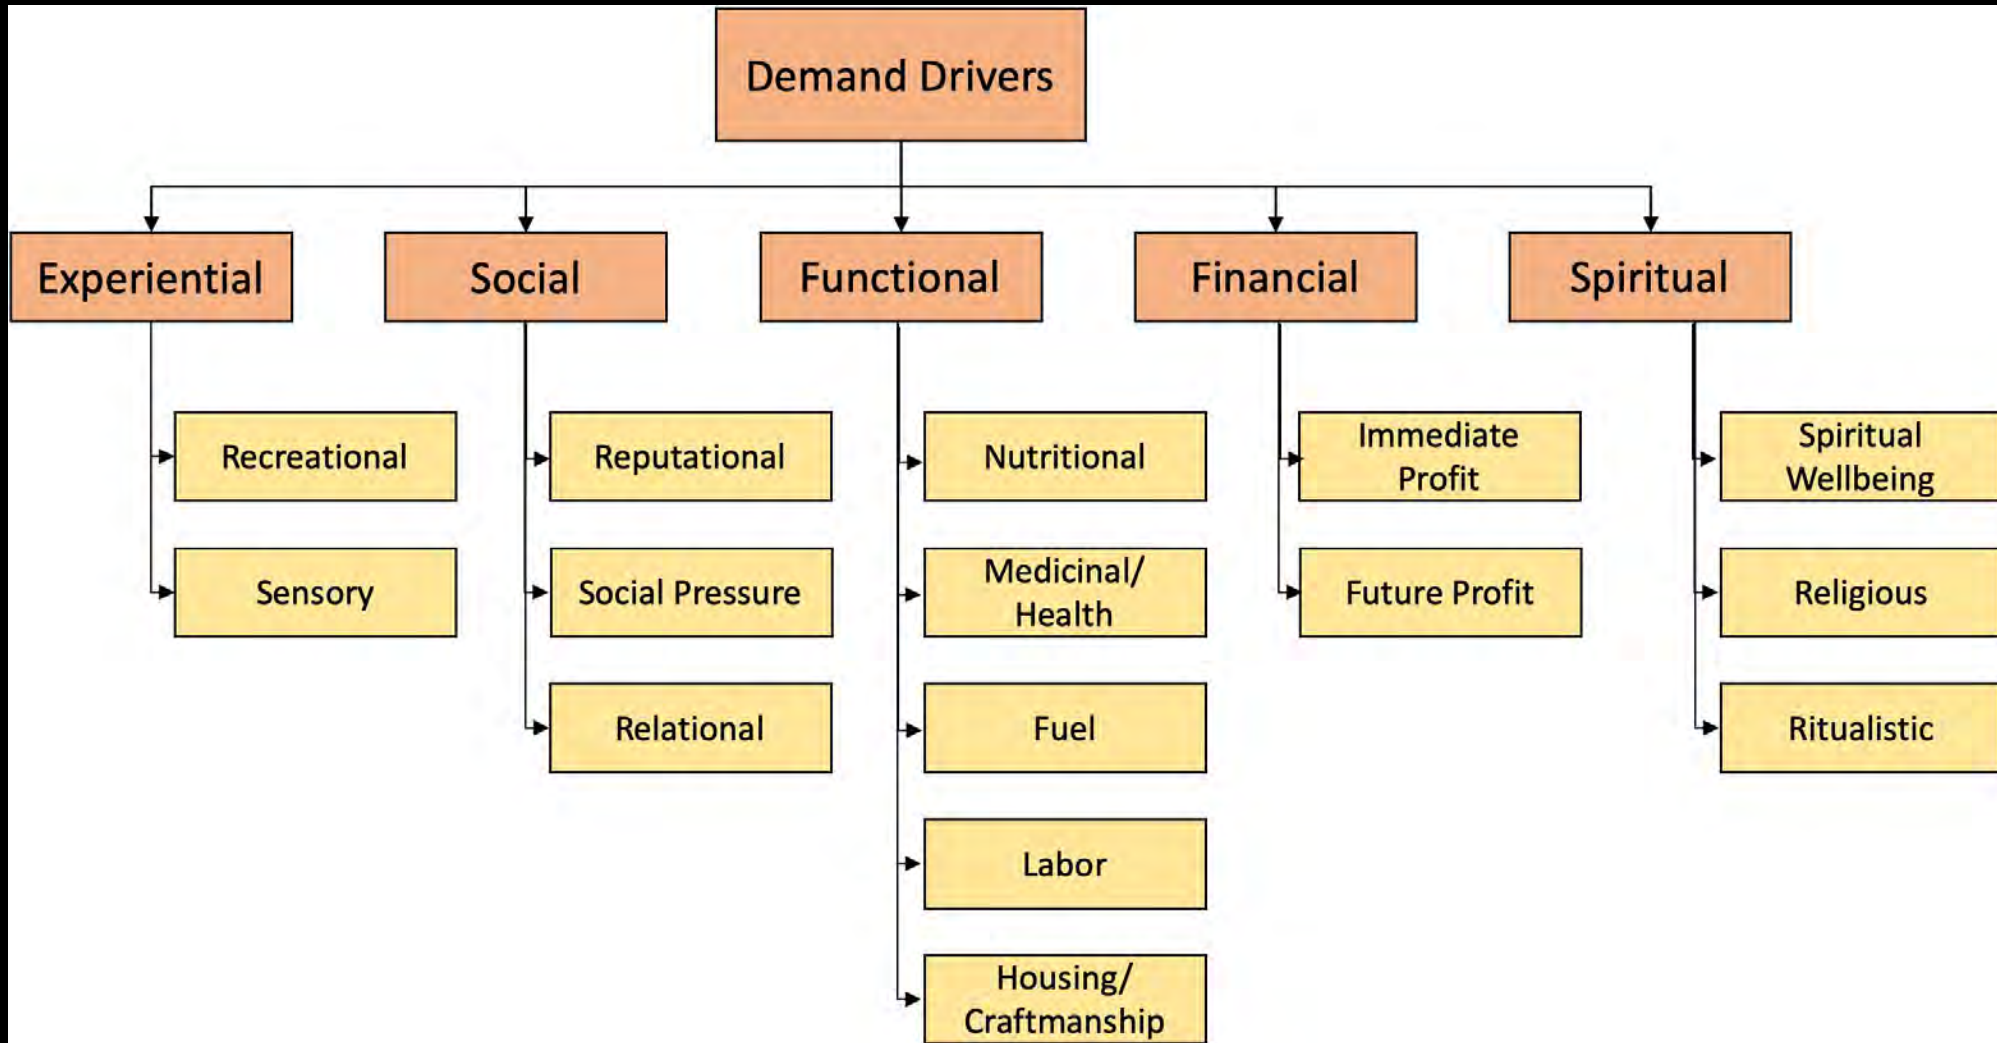 Demand Drivers
Experiential
Social
Functional
Financial
Spiritual
Recreational
Sensory
Reputational
Social Pressure
Relational
Nutritional
Medicinal/
Health
Fuel
Labor
Housing/
Craftmanship
Immediate
Profit
Future Profit
Spiritual
Wellbeing
Religious
Ritualistic